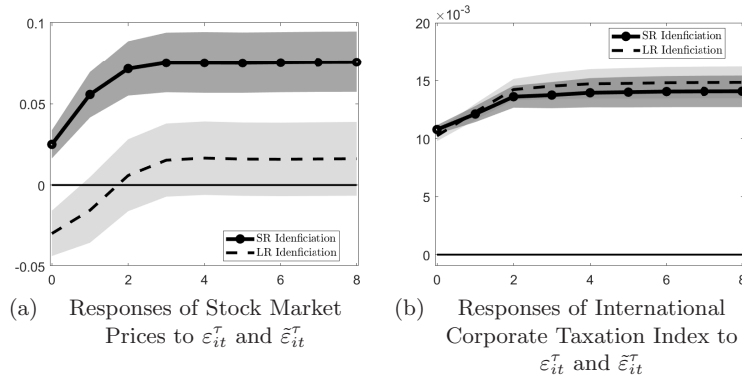 0.1
0.05
0
-0.05
0
2
4
6
8
SR Idenficiation
LR Idenficiation
(a) Responses of Stock Market
Prices to ε^τ_it and ε̃^τ_it
×10⁻³
20
15
10
5
0
0
2
4
6
8
SR Idenficiation
LR Idenficiation
(b) Responses of International
Corporate Taxation Index to
ε^τ_it and ε̃^τ_it